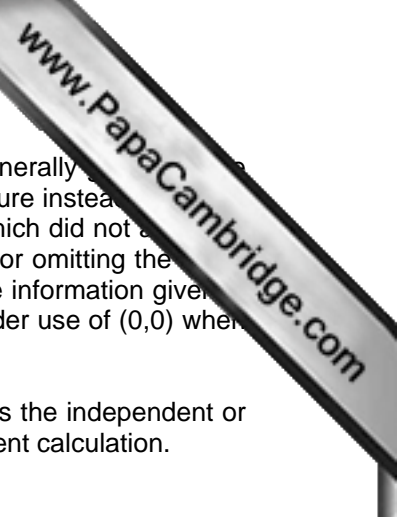 www.PapaCambridge.com
nerally
ure instea
hich did not
or omitting the
e information give
der use of (0,0) when
s the independent or
ent calculation.